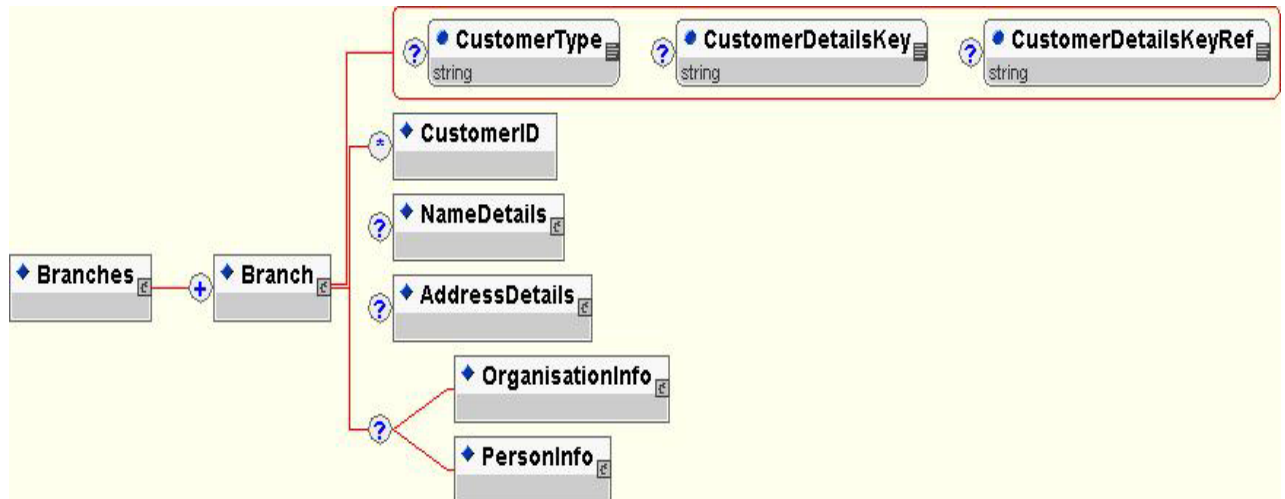 ? CustomerType ? CustomerDetailsKey ? CustomerDetailsKeyRef
string string string
* CustomerID
? NameDetails
Branches + Branch
? AddressDetails
OrganisationInfo
?
PersonInfo